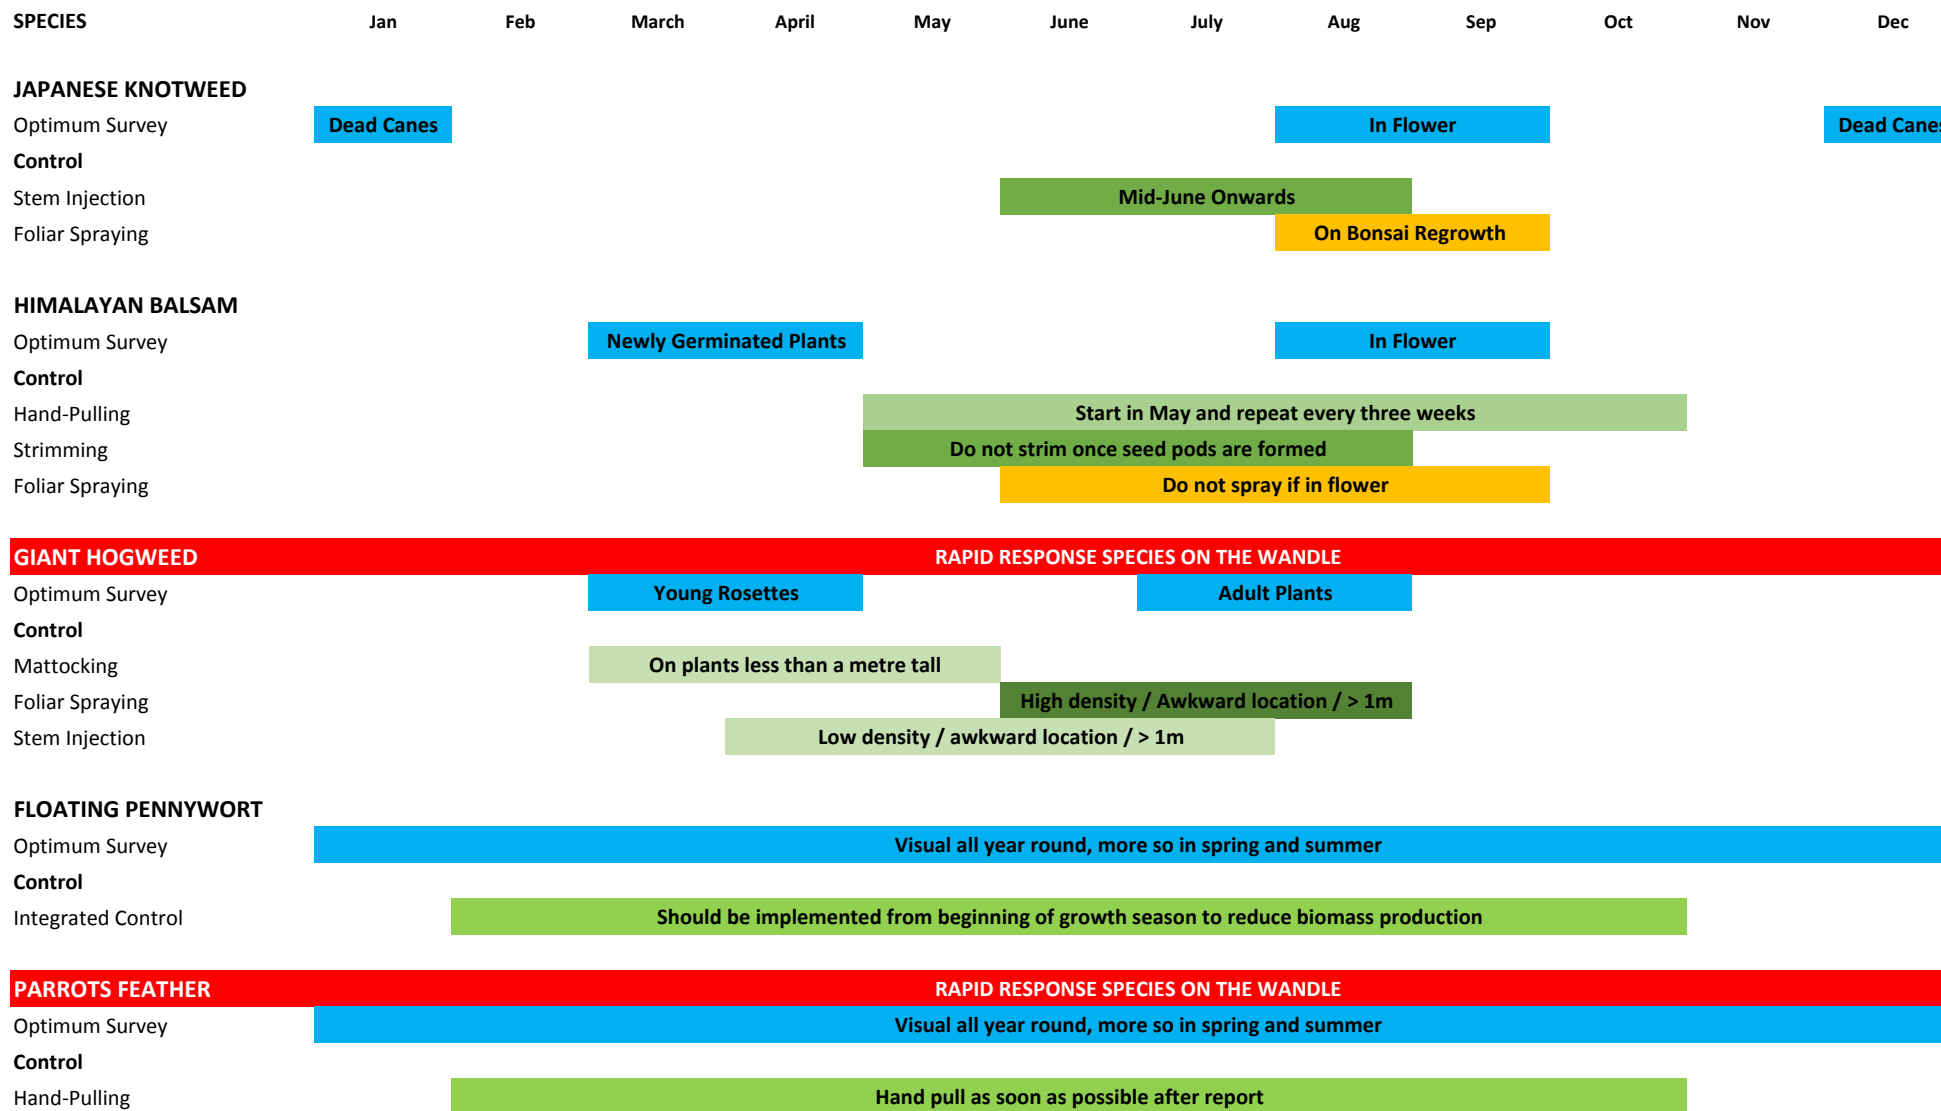 SPECIES Jan Feb March April May June July Aug Sep Oct Nov Dec
JAPANESE KNOTWEED
Optimum Survey Dead Canes In Flower Dead Canes
Control
Stem Injection Mid-June Onwards
Foliar Spraying On Bonsai Regrowth
HIMALAYAN BALSAM
Optimum Survey Newly Germinated Plants In Flower
Control
Hand-Pulling Start in May and repeat every three weeks
Strimming Do not strim once seed pods are formed
Foliar Spraying Do not spray if in flower
GIANT HOGWEED RAPID RESPONSE SPECIES ON THE WANDLE
Optimum Survey Young Rosettes Adult Plants
Control
Mattocking On plants less than a metre tall
Foliar Spraying High density / Awkward location / > 1m
Stem Injection Low density / awkward location / > 1m
FLOATING PENNYWORT
Optimum Survey Visual all year round, more so in spring and summer
Control
Integrated Control Should be implemented from beginning of growth season to reduce biomass production
PARROTS FEATHER RAPID RESPONSE SPECIES ON THE WANDLE
Optimum Survey Visual all year round, more so in spring and summer
Control
Hand-Pulling Hand pull as soon as possible after report